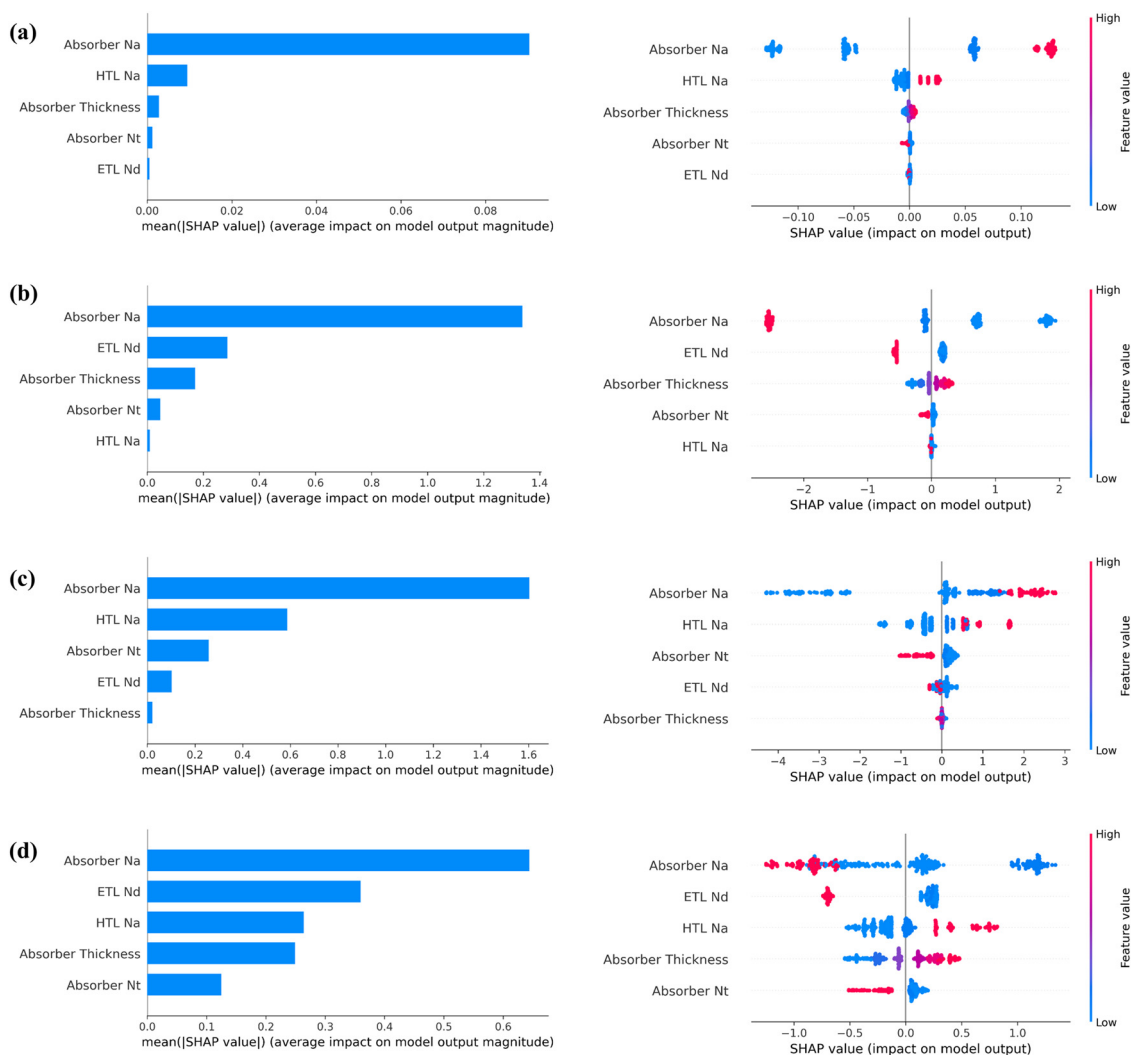 (a)
Absorber Na
HTL Na
Absorber Thickness
Absorber Nt
ETL Nd
0.00 0.02 0.04 0.06 0.08
mean(|SHAP value|) (average impact on model output magnitude)
Absorber Na
HTL Na
Absorber Thickness
Absorber Nt
ETL Nd
−0.10 −0.05 0.00 0.05 0.10
SHAP value (impact on model output)
High
Feature value
Low
(b)
Absorber Na
ETL Nd
Absorber Thickness
Absorber Nt
HTL Na
0.0 0.2 0.4 0.6 0.8 1.0 1.2 1.4
mean(|SHAP value|) (average impact on model output magnitude)
Absorber Na
ETL Nd
Absorber Thickness
Absorber Nt
HTL Na
−2 −1 0 1 2
SHAP value (impact on model output)
High
Feature value
Low
(c)
Absorber Na
HTL Na
Absorber Nt
ETL Nd
Absorber Thickness
0.0 0.2 0.4 0.6 0.8 1.0 1.2 1.4 1.6
mean(|SHAP value|) (average impact on model output magnitude)
Absorber Na
HTL Na
Absorber Nt
ETL Nd
Absorber Thickness
−4 −3 −2 −1 0 1 2 3
SHAP value (impact on model output)
High
Feature value
Low
(d)
Absorber Na
ETL Nd
HTL Na
Absorber Thickness
Absorber Nt
0.0 0.1 0.2 0.3 0.4 0.5 0.6
mean(|SHAP value|) (average impact on model output magnitude)
Absorber Na
ETL Nd
HTL Na
Absorber Thickness
Absorber Nt
−1.0 −0.5 0.0 0.5 1.0
SHAP value (impact on model output)
High
Feature value
Low